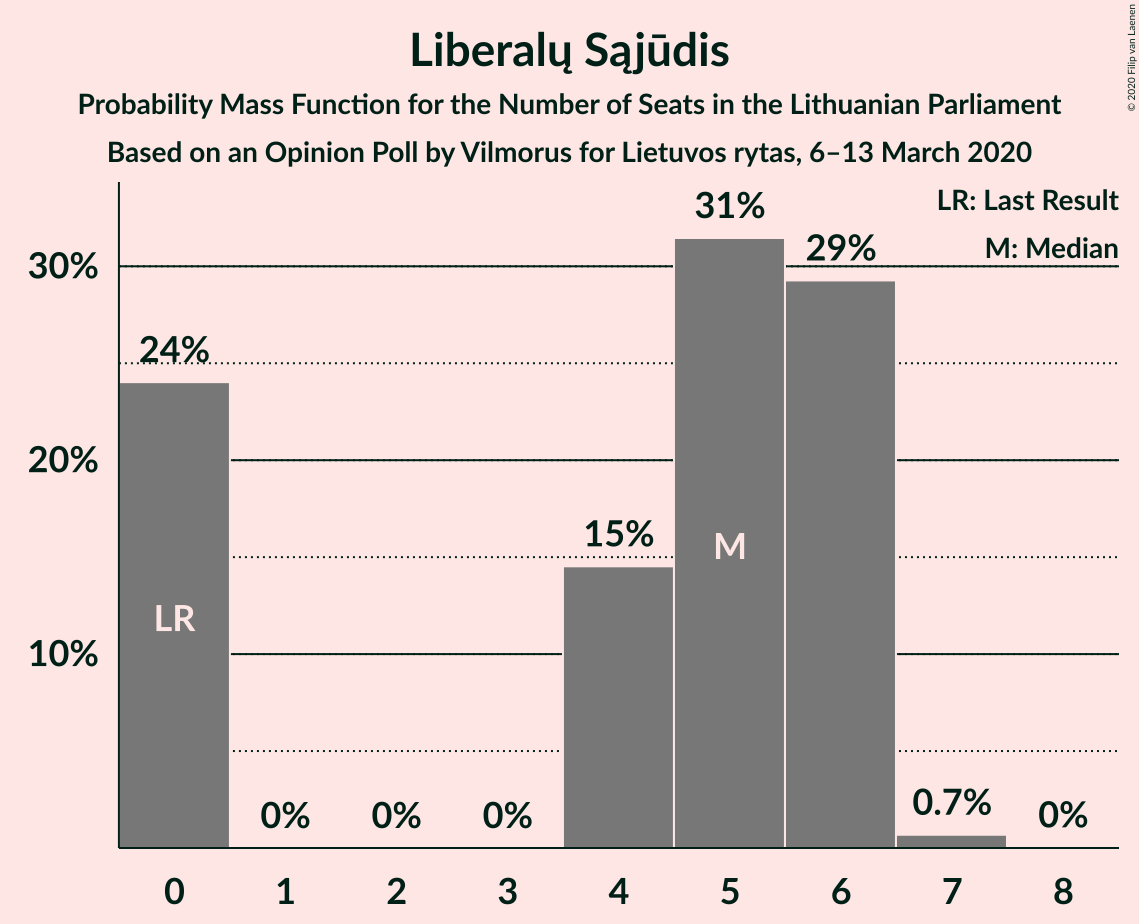 Liberalų Sąjūdis
Probability Mass Function for the Number of Seats in the Lithuanian Parliament
Based on an Opinion Poll by Vilmorus for Lietuvos rytas, 6–13 March 2020
© 2020 Filip van Laenen
LR: Last Result
M: Median
30%
20%
10%
24%
0%
0%
0%
15%
31%
29%
0.7%
0%
LR
M
0 1 2 3 4 5 6 7 8